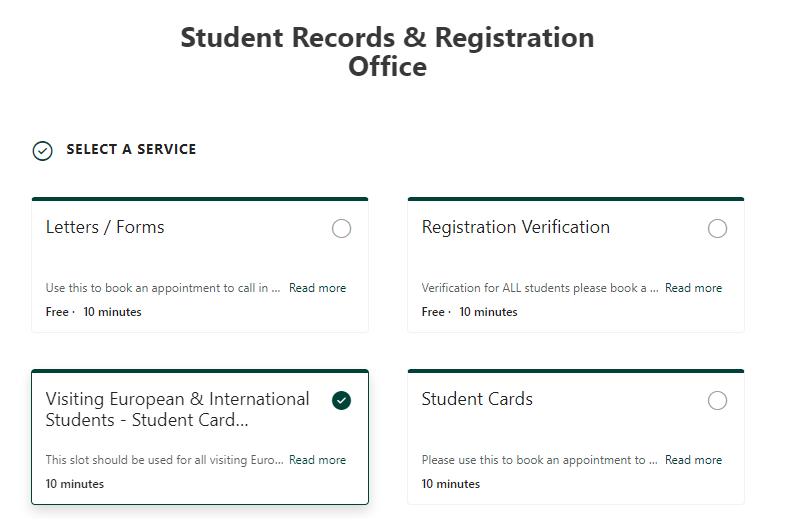 Student Records & Registration
Office
SELECT A SERVICE
Letters / Forms
Use this to book an appointment to call in ... Read more
Free · 10 minutes
Registration Verification
Verification for ALL students please book a ... Read more
Free · 10 minutes
Visiting European & International
Students - Student Card...
This slot should be used for all visiting Euro... Read more
10 minutes
Student Cards
Please use this to book an appointment to ... Read more
10 minutes